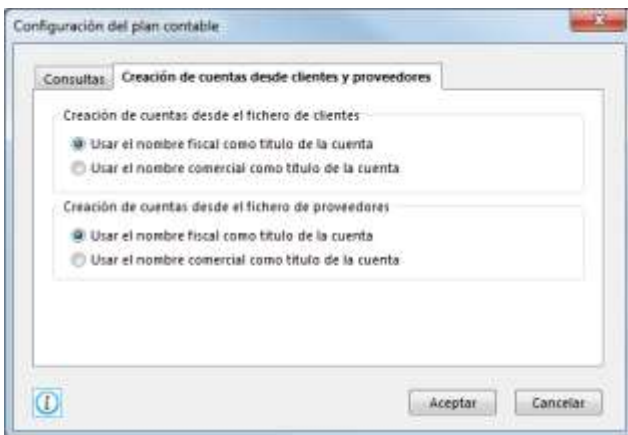 Configuración del plan contable
Consultas
Creación de cuentas desde clientes y proveedores
Creación de cuentas desde el fichero de clientes
Usar el nombre fiscal como título de la cuenta
Usar el nombre comercial como título de la cuenta
Creación de cuentas desde el fichero de proveedores
Usar el nombre fiscal como título de la cuenta
Usar el nombre comercial como título de la cuenta
Aceptar
Cancelar